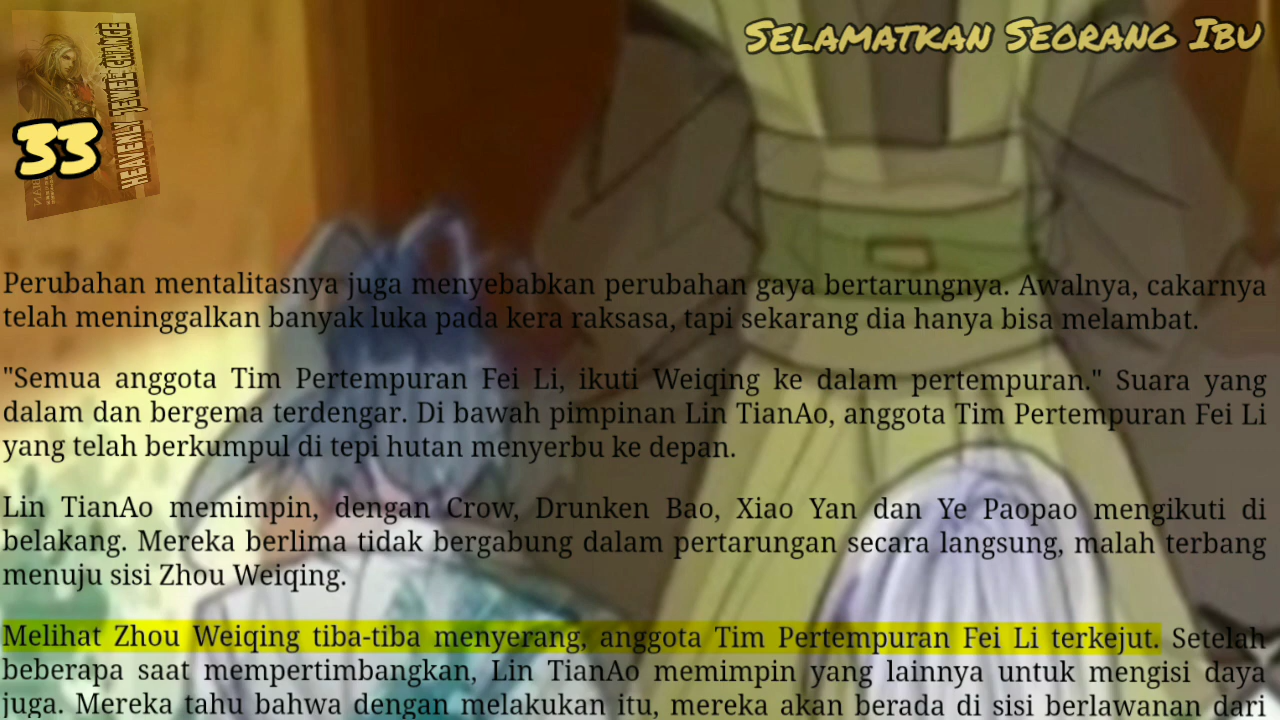 Selamatkan Seorang Ibu
HEAVENLY JEWEL CHANGE
33
Perubahan mentalitasnya juga menyebabkan perubahan gaya bertarungnya. Awalnya, cakarnya
telah meninggalkan banyak luka pada kera raksasa, tapi sekarang dia hanya bisa melambat.
"Semua anggota Tim Pertempuran Fei Li, ikuti Weiqing ke dalam pertempuran." Suara yang
dalam dan bergema terdengar. Di bawah pimpinan Lin TianAo, anggota Tim Pertempuran Fei Li
yang telah berkumpul di tepi hutan menyerbu ke depan.
Lin TianAo memimpin, dengan Crow, Drunken Bao, Xiao Yan dan Ye Paopao mengikuti di
belakang. Mereka berlima tidak bergabung dalam pertarungan secara langsung, malah terbang
menuju sisi Zhou Weiqing.
Melihat Zhou Weiqing tiba-tiba menyerang, anggota Tim Pertempuran Fei Li terkejut. Setelah
beberapa saat mempertimbangkan, Lin TianAo memimpin yang lainnya untuk mengisi daya
juga. Mereka tahu bahwa dengan melakukan itu, mereka akan berada di sisi berlawanan dari